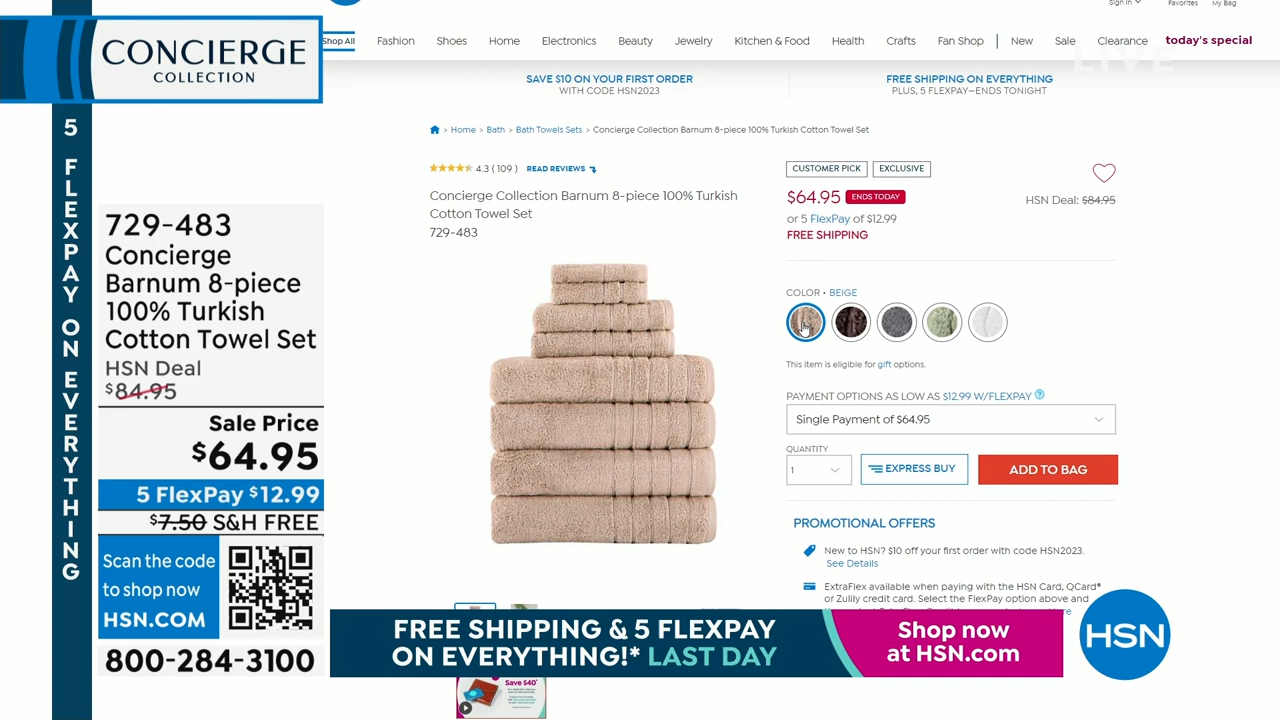 CONCIERGE
COLLECTION
5 FLEXPAY ON EVERYTHING
729-483
Concierge
Barnum 8-piece
100% Turkish
Cotton Towel Set
HSN Deal
$84.95
Sale Price
$64.95
5 FlexPay $12.99
$7.50 S&H FREE
Scan the code
to shop now
HSN.COM
800-284-3100
Sign In
Favorites
My Bag
Shop All
Fashion
Shoes
Home
Electronics
Beauty
Jewelry
Kitchen & Food
Health
Crafts
Fan Shop
New
Sale
Clearance
today's special
LIVE
SAVE $10 ON YOUR FIRST ORDER
WITH CODE HSN2023
FREE SHIPPING ON EVERYTHING
PLUS, 5 FLEXPAY—ENDS TONIGHT
> Home > Bath > Bath Towels Sets > Concierge Collection Barnum 8-piece 100% Turkish Cotton Towel Set
4.3 (109) READ REVIEWS
Concierge Collection Barnum 8-piece 100% Turkish
Cotton Towel Set
729-483
CUSTOMER PICK
EXCLUSIVE
$64.95 ENDS TODAY
HSN Deal: $84.95
or 5 FlexPay of $12.99
FREE SHIPPING
COLOR • BEIGE
This item is eligible for gift options.
PAYMENT OPTIONS AS LOW AS $12.99 W/FLEXPAY ?
Single Payment of $64.95
QUANTITY
1
EXPRESS BUY
ADD TO BAG
PROMOTIONAL OFFERS
New to HSN? $10 off your first order with code HSN2023.
See Details
ExtraFlex available when paying with the HSN Card, QCard®
or Zulily credit card. Select the FlexPay option above and
FREE SHIPPING & 5 FLEXPAY
ON EVERYTHING!* LAST DAY
Shop now
at HSN.com
HSN
Save $40*